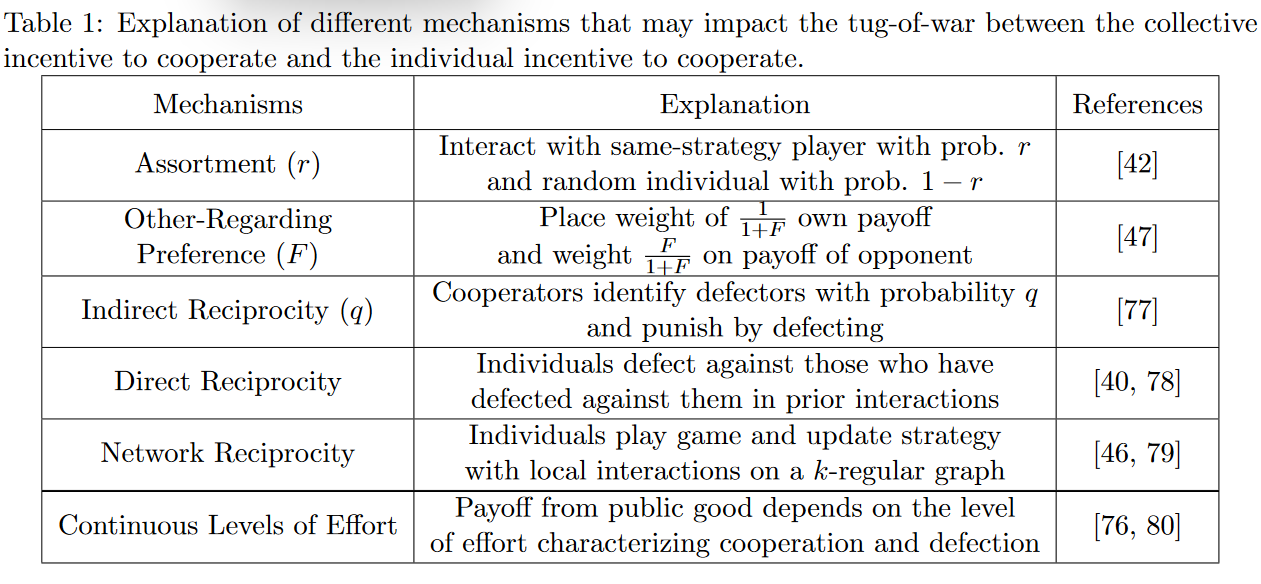 Table 1: Explanation of different mechanisms that may impact the tug-of-war between the collective
incentive to cooperate and the individual incentive to cooperate.
Mechanisms Explanation References
Assortment (r) Interact with same-strategy player with prob. r
and random individual with prob. 1 − r [42]
Other-Regarding
Preference (F) Place weight of 1/(1+F) own payoff
and weight F/(1+F) on payoff of opponent [47]
Indirect Reciprocity (q) Cooperators identify defectors with probability q
and punish by defecting [77]
Direct Reciprocity Individuals defect against those who have
defected against them in prior interactions [40, 78]
Network Reciprocity Individuals play game and update strategy
with local interactions on a k-regular graph [46, 79]
Continuous Levels of Effort Payoff from public good depends on the level
of effort characterizing cooperation and defection [76, 80]